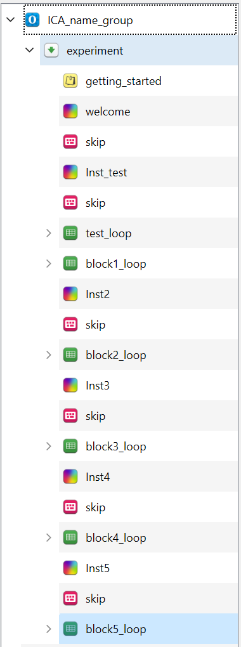 ICA_name_group
experiment
getting_started
welcome
skip
Inst_test
skip
test_loop
block1_loop
Inst2
skip
block2_loop
Inst3
skip
block3_loop
Inst4
skip
block4_loop
Inst5
skip
block5_loop